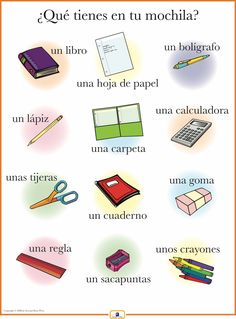 ¿Qué tienes en tu mochila?
un libro
una hoja de papel
un bolígrafo
un lápiz
una carpeta
una calculadora
unas tijeras
un cuaderno
una goma
una regla
un sacapuntas
unos crayones